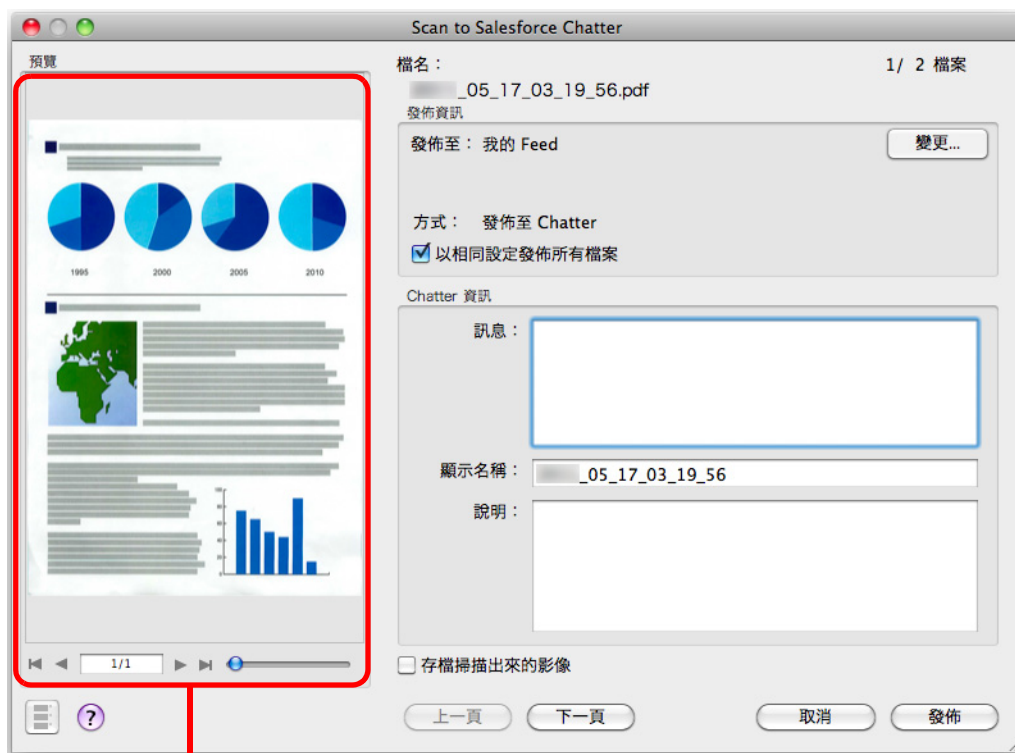 Scan to Salesforce Chatter
預覽
1995 2000 2005 2010
1/1
?
檔名：
1/ 2 檔案
_05_17_03_19_56.pdf
發佈資訊
發佈至： 我的 Feed
變更...
方式： 發佈至 Chatter
以相同設定發佈所有檔案
Chatter 資訊
訊息：
顯示名稱：
_05_17_03_19_56
說明：
存檔掃描出來的影像
上一頁 下一頁 取消 發佈